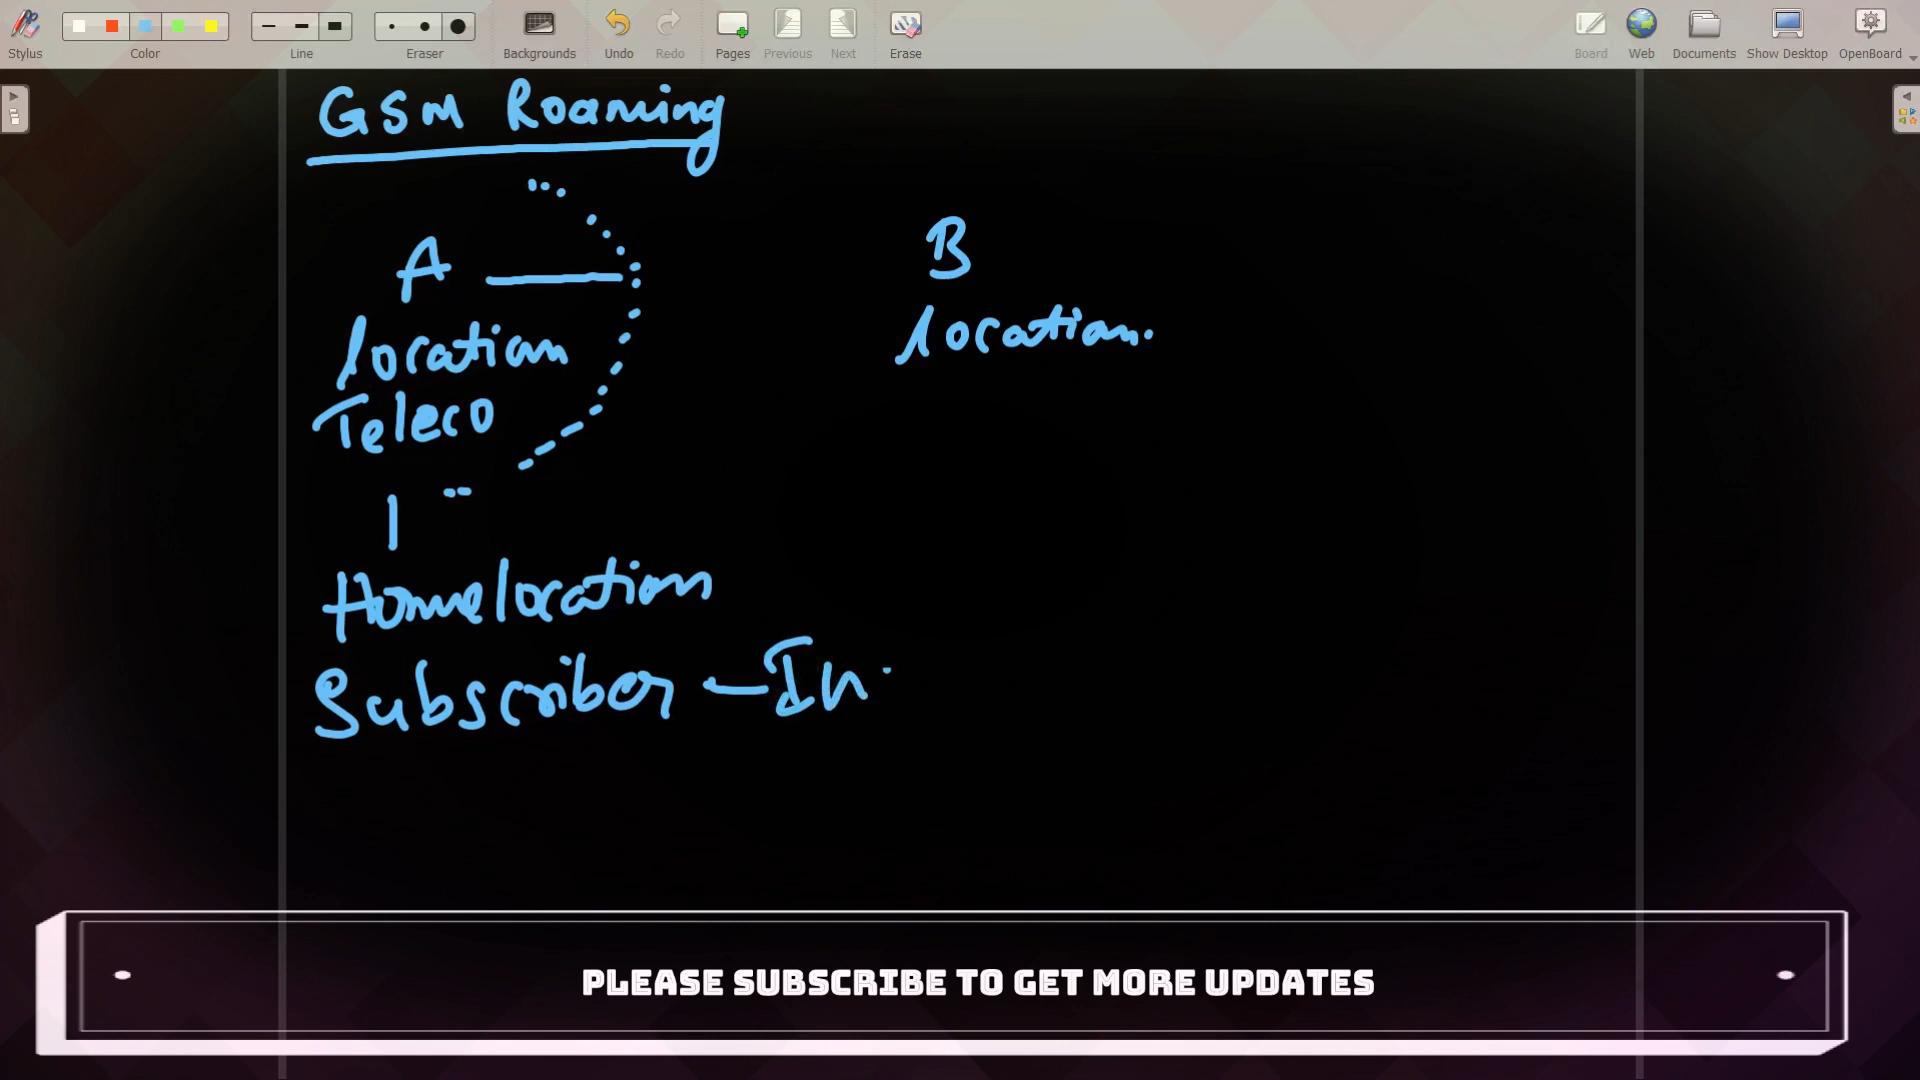 Stylus Color Line Eraser Backgrounds Undo Redo Pages Previous Next Erase Board Web Documents Show Desktop OpenBoard
GSM Roaming
A
location
Teleco
B
location.
Homelocation
Subscriber - In
PLEASE SUBSCRIBE TO GET MORE UPDATES